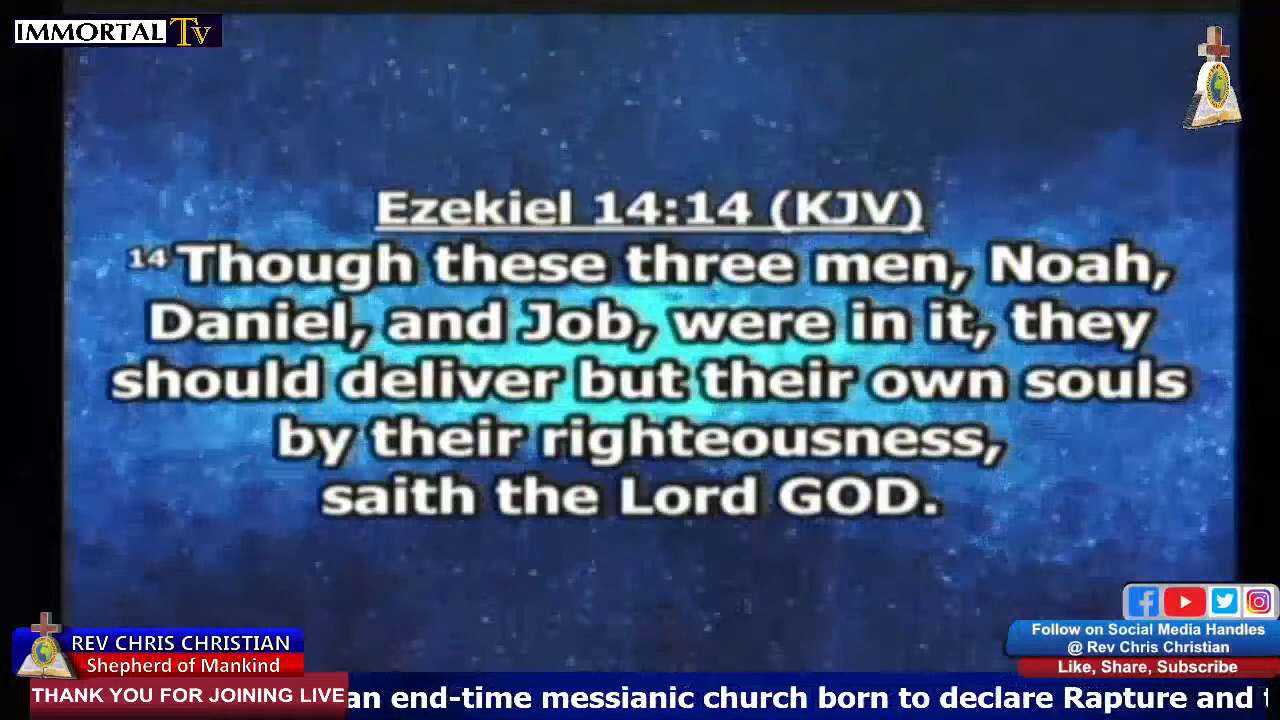 IMMORTAL Tv
Ezekiel 14:14 (KJV)
14 Though these three men, Noah,
Daniel, and Job, were in it, they
should deliver but their own souls
by their righteousness,
saith the Lord GOD.
REV CHRIS CHRISTIAN
Shepherd of Mankind
Follow on Social Media Handles
@ Rev Chris Christian
Like, Share, Subscribe
THANK YOU FOR JOINING LIVE
an end-time messianic church born to declare Rapture and